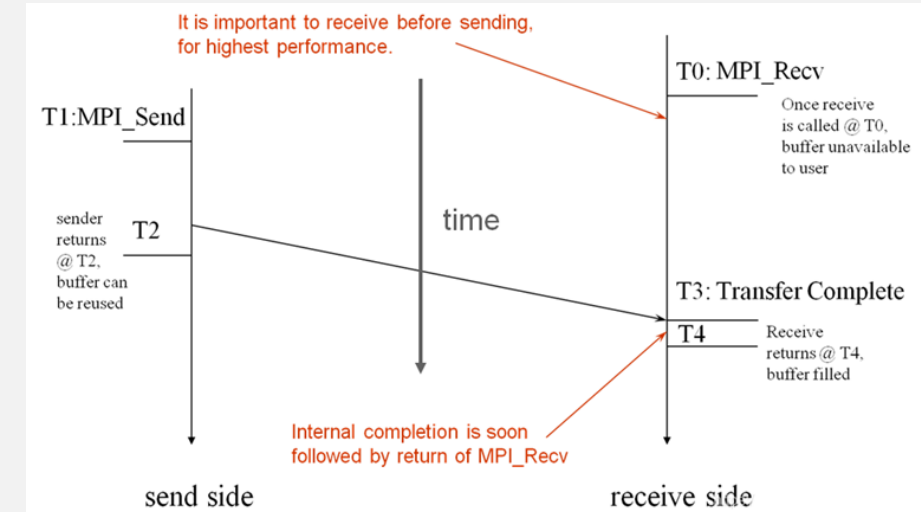 It is important to receive before sending,
for highest performance.
T0: MPI_Recv
Once receive
is called @ T0,
buffer unavailable
to user
T1:MPI_Send
time
sender
returns
@ T2,
buffer can
be reused
T2
T3: Transfer Complete
T4
Receive
returns @ T4,
buffer filled
Internal completion is soon
followed by return of MPI_Recv
send side
receive side